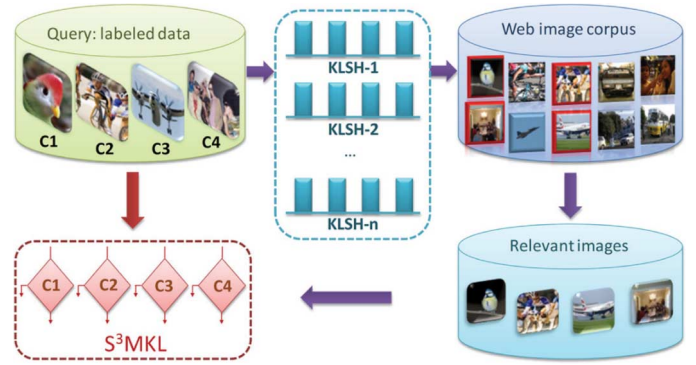 Query: labeled data
C1
C2
C3
C4
KLSH-1
KLSH-2
...
KLSH-n
Web image corpus
Relevant images
C1
C2
C3
C4
S³MKL